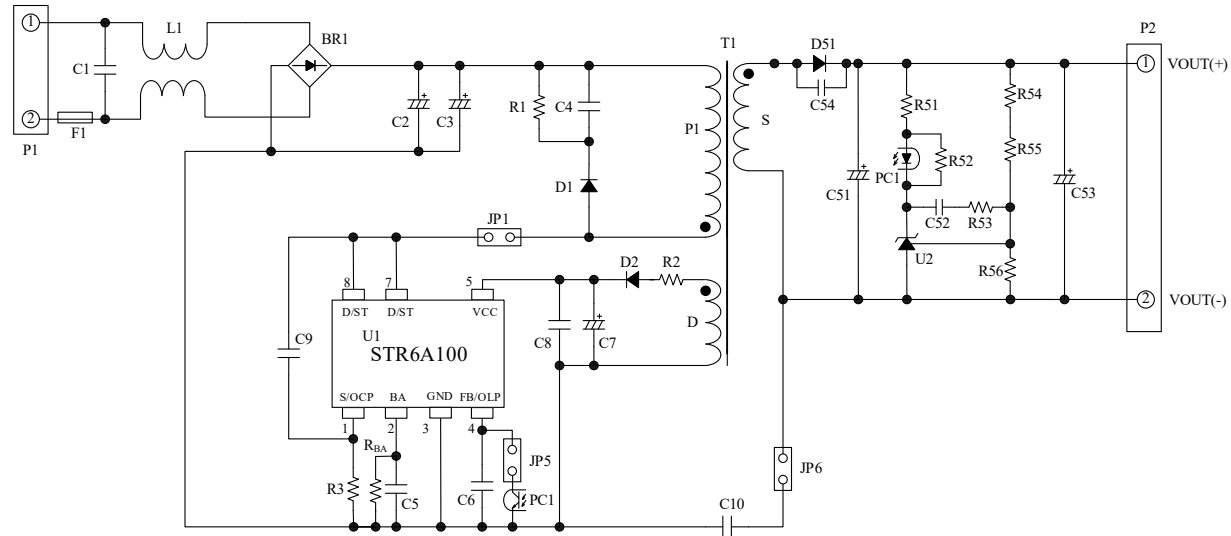 1
L1
BR1
C1
2
F1
P1
C2
C3
R1
C4
D1
JP1
T1
P1
S
D51
C54
P2
1
VOUT(+)
R51
R54
PC1
R52
R55
C51
C52
R53
C53
U2
R56
2
VOUT(-)
8
7
5
D/ST
D/ST
VCC
U1
STR6A100
S/OCP
BA
GND
FB/OLP
1
2
3
4
C9
D2
R2
C8
C7
D
RBA
R3
C5
C6
JP5
PC1
C10
JP6